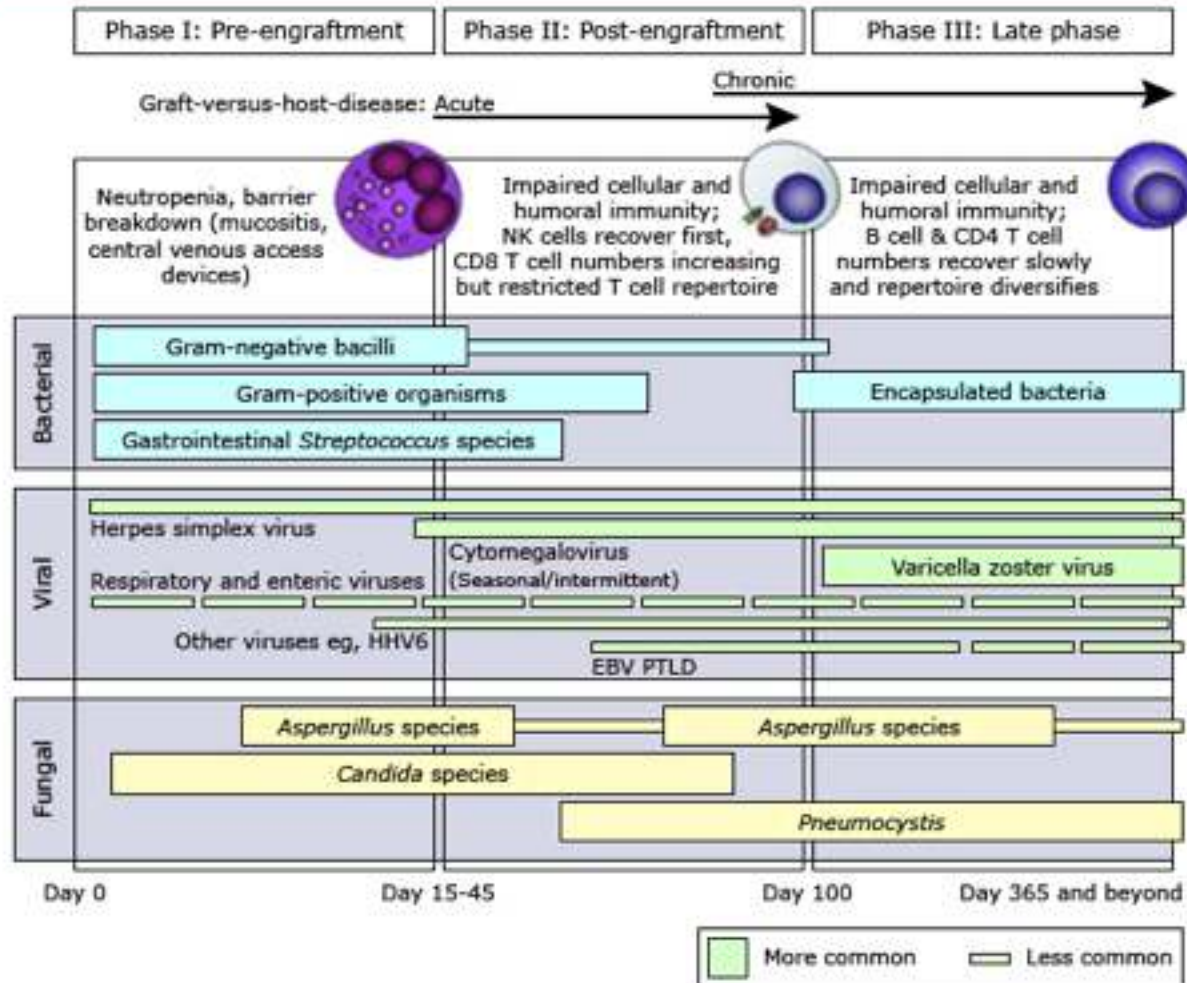 Phase I: Pre-engraftment
Phase II: Post-engraftment
Phase III: Late phase
Chronic
Graft-versus-host-disease: Acute
Neutropenia, barrier
breakdown (mucositis,
central venous access
devices)
Impaired cellular and
humoral immunity;
NK cells recover first,
CD8 T cell numbers increasing
but restricted T cell repertoire
Impaired cellular and
humoral immunity;
B cell & CD4 T cell
numbers recover slowly
and repertoire diversifies
Bacterial
Gram-negative bacilli
Gram-positive organisms
Encapsulated bacteria
Gastrointestinal Streptococcus species
Viral
Herpes simplex virus
Cytomegalovirus
(Seasonal/intermittent)
Varicella zoster virus
Respiratory and enteric viruses
Other viruses eg, HHV6
EBV PTLD
Fungal
Aspergillus species
Aspergillus species
Candida species
Pneumocystis
Day 0
Day 15-45
Day 100
Day 365 and beyond
More common
Less common